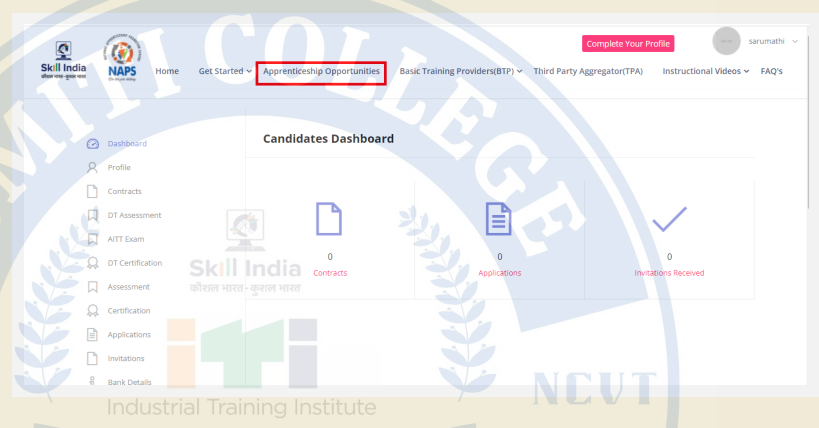 Complete Your Profile
sarumathi
Skill India
कौशल भारत - कुशल भारत
NAPS
Home
Get Started
Apprenticeship Opportunities
Basic Training Providers(BTP)
Third Party Aggregator(TPA)
Instructional Videos
FAQ's
MFITI COLLEGE
Candidates Dashboard
Dashboard
Profile
Contracts
DT Assessment
AITT Exam
DT Certification
Assessment
Certification
Applications
Invitations
Bank Details
0
Contracts
0
Applications
0
Invitations Received
Skill India
कौशल भारत - कुशल भारत
iti
Industrial Training Institute
NCVT